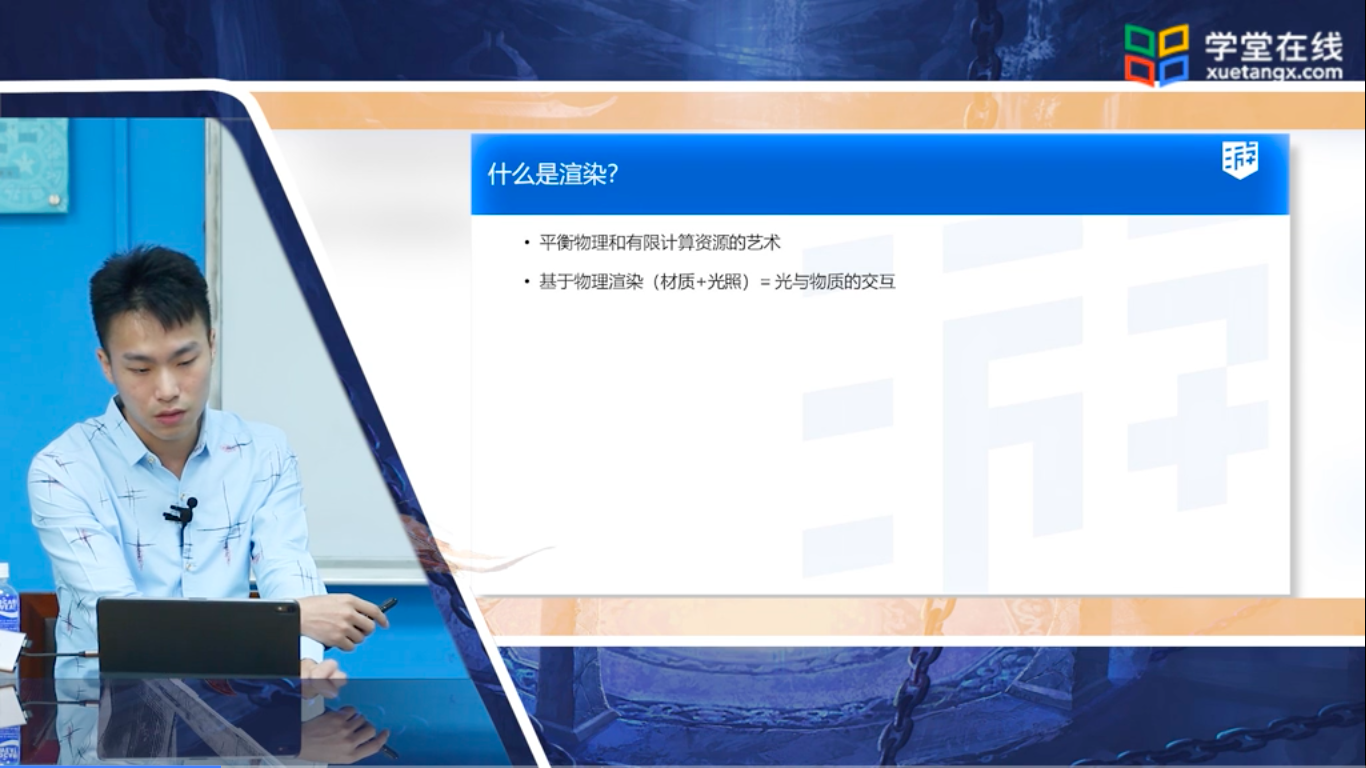 学堂在线
xuetangx.com
什么是渲染?
• 平衡物理和有限计算资源的艺术
• 基于物理渲染（材质+光照）= 光与物质的交互